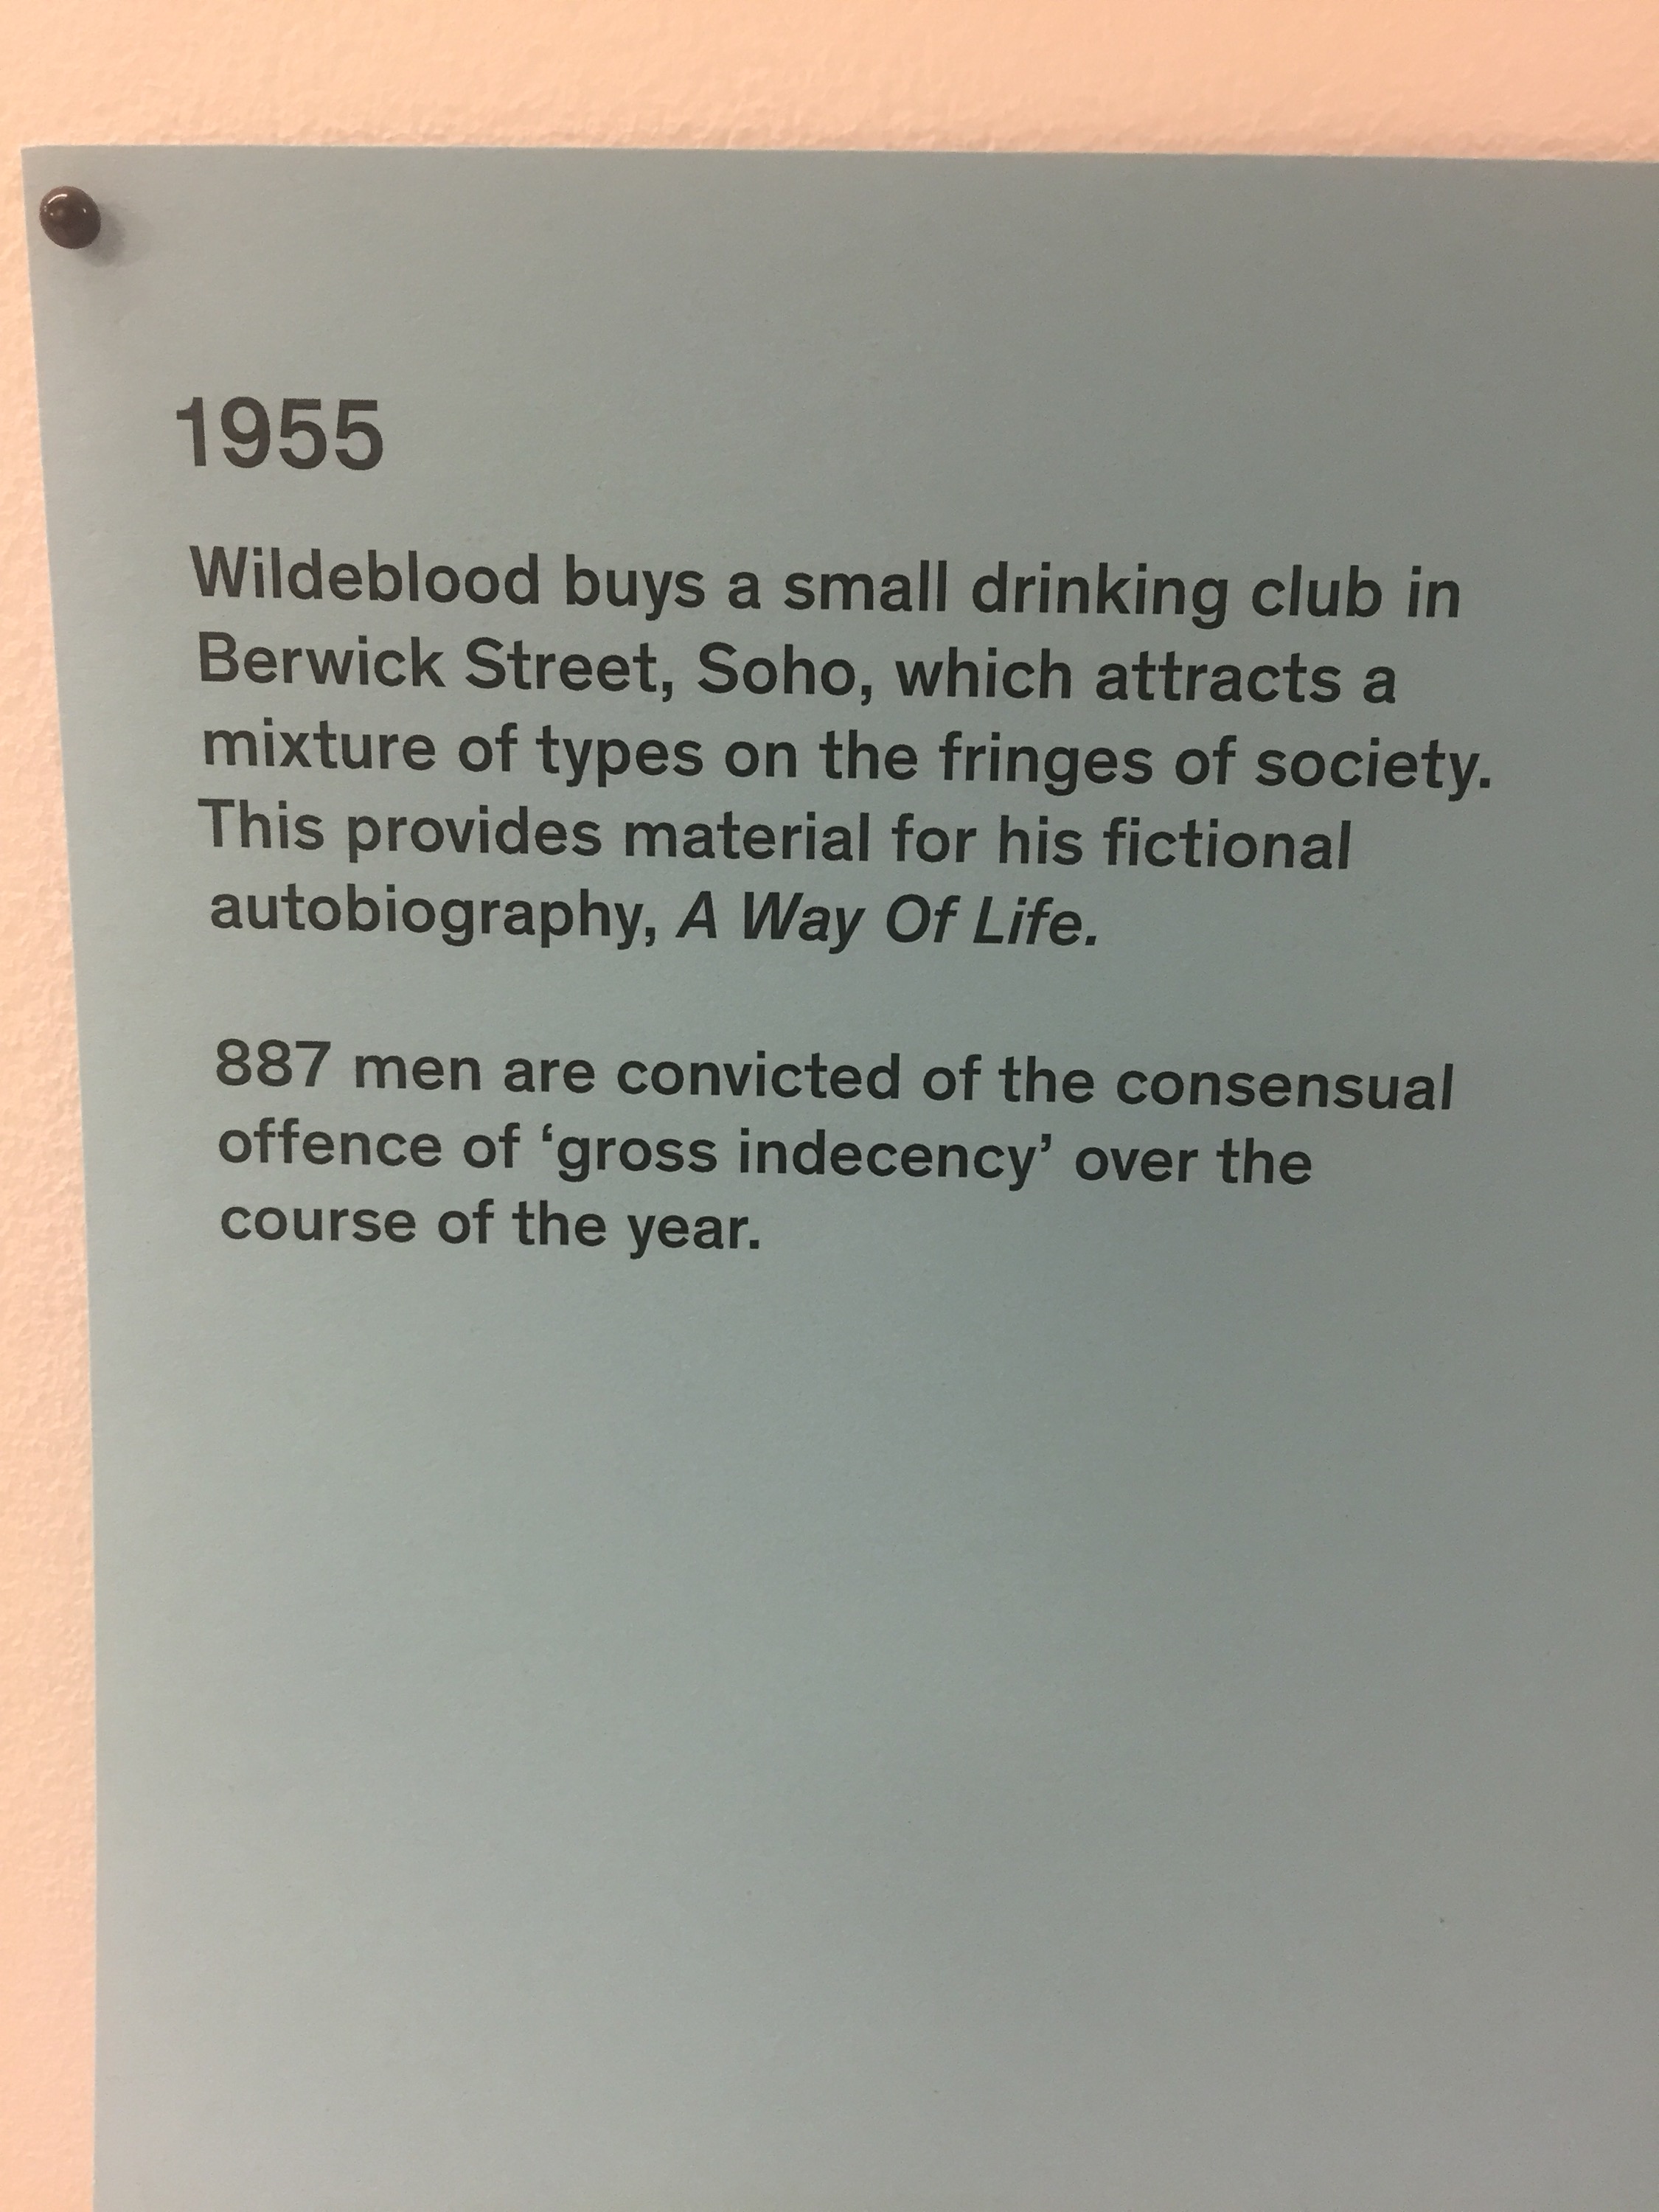 1955
Wildeblood buys a small drinking club in
Berwick Street, Soho, which attracts a
mixture of types on the fringes of society.
This provides material for his fictional
autobiography, A Way Of Life.
887 men are convicted of the consensual
offence of ‘gross indecency’ over the
course of the year.